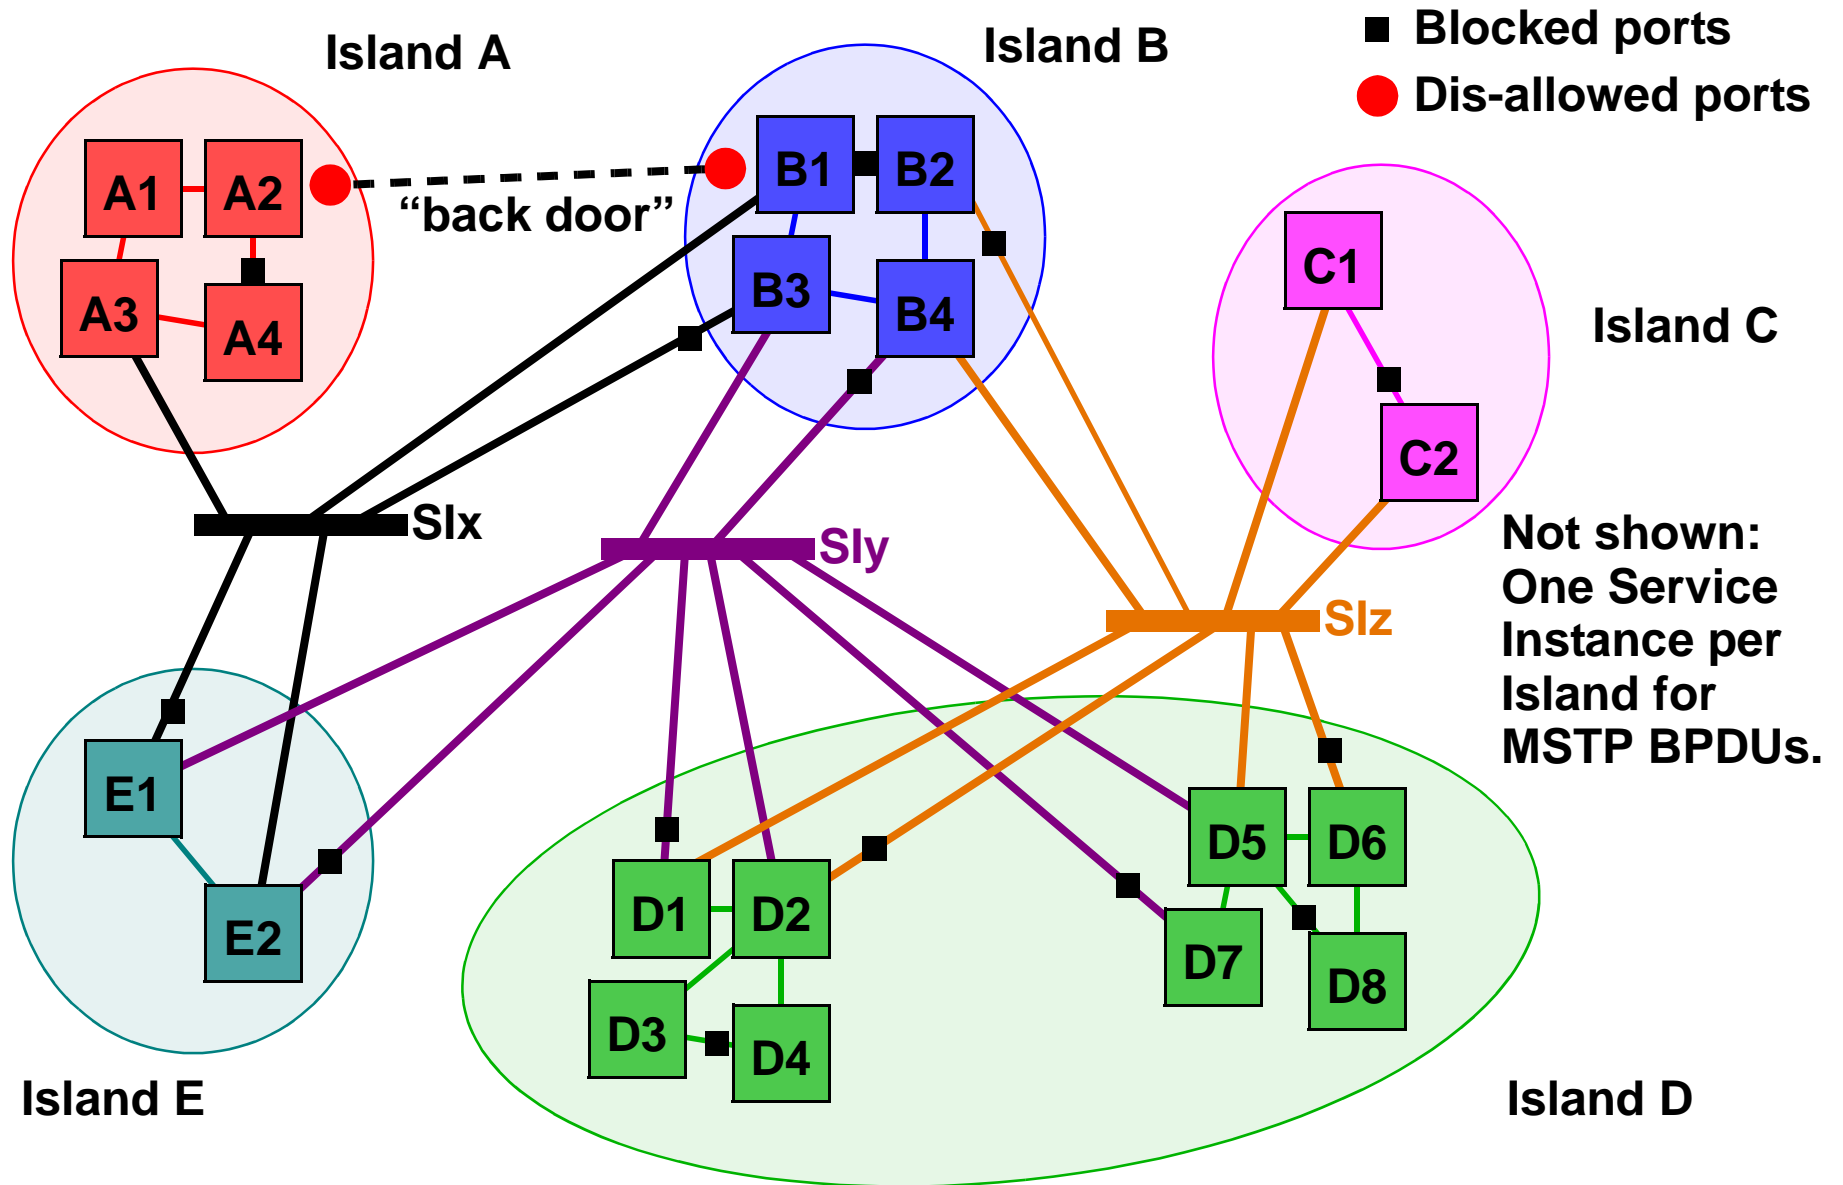 Island A
Island B
Blocked ports
Dis-allowed ports
A1
A2
A3
A4
“back door”
B1
B2
B3
B4
C1
C2
Island C
SIx
SIy
SIz
Not shown:
One Service
Instance per
Island for
MSTP BPDUs.
E1
E2
D1
D2
D3
D4
D5
D6
D7
D8
Island E
Island D